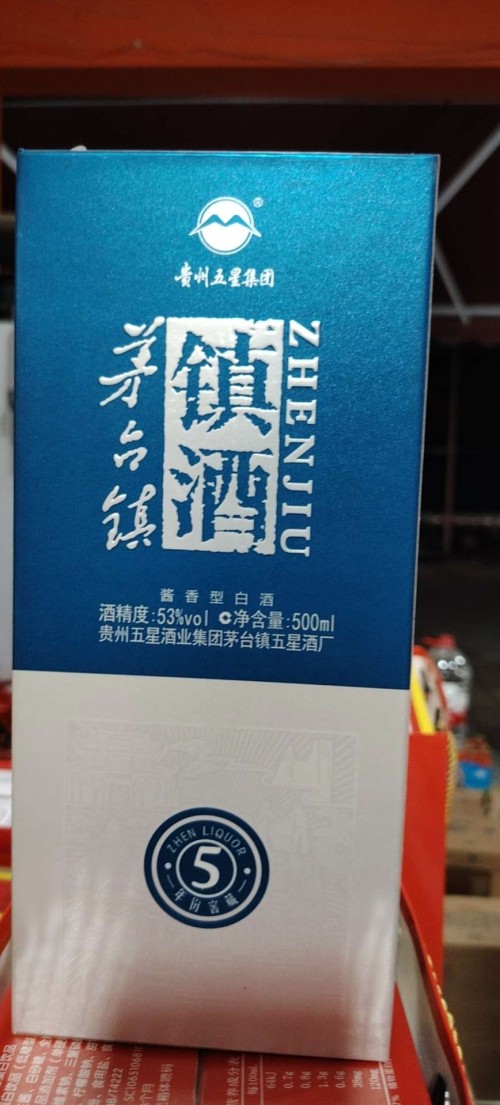 ®
贵州五星集团
茅台镇
镇酒
ZHENJIU
酱香型白酒
酒精度:53%vol 净含量:500ml
贵州五星酒业集团茅台镇五星酒厂
ZHEN LIQUOR
5
年份窖藏